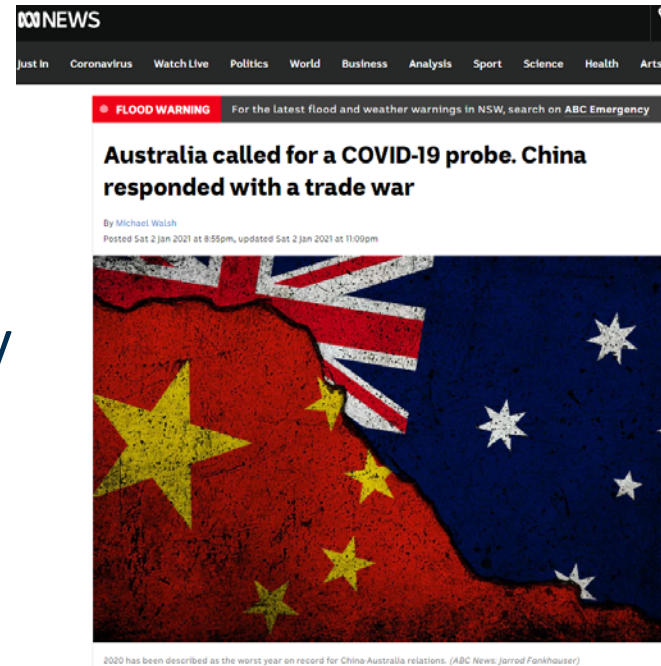 NEWS
Just In Coronavirus Watch Live Politics World Business Analysis Sport Science Health Arts
FLOOD WARNING For the latest flood and weather warnings in NSW, search on ABC Emergency
Australia called for a COVID-19 probe. China
responded with a trade war
By Michael Walsh
Posted Sat 2 Jan 2021 at 8:55pm, updated Sat 2 Jan 2021 at 11:09pm
y
2020 has been described as the worst year on record for China-Australia relations. (ABC News: Jarrod Fankhauser)